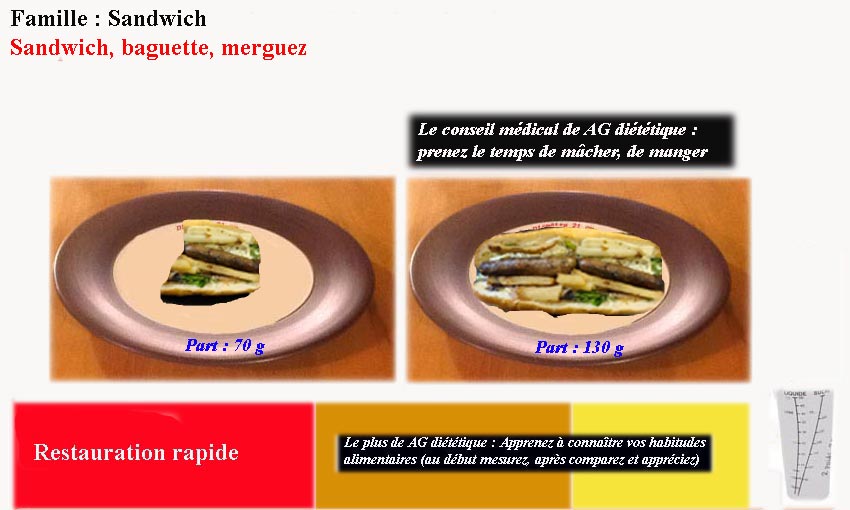 Famille : Sandwich
Sandwich, baguette, merguez
Le conseil médical de AG diététique :
prenez le temps de mâcher, de manger
Part : 70 g
Part : 130 g
Restauration rapide
Le plus de AG diététique : Apprenez à connaître vos habitudes
alimentaires (au début mesurez, après comparez et appréciez)